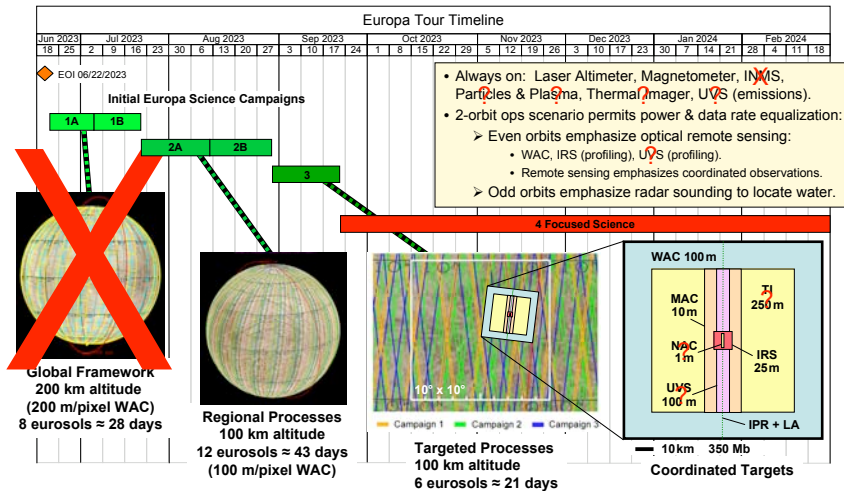 Europa Tour Timeline
Jun 2023 Jul 2023 Aug 2023 Sep 2023 Oct 2023 Nov 2023 Dec 2023 Jan 2024 Feb 2024
18 25 2 9 16 23 30 6 13 20 27 3 10 17 24 1 8 15 22 29 5 12 19 26 3 10 17 24 30 7 14 21 28 4 11 18
EOI 06/22/2023
Initial Europa Science Campaigns
1A 1B
2A 2B
3
4 Focused Science
• Always on: Laser Altimeter, Magnetometer, INMS,
Particles & Plasma, Thermal Imager, UVS (emissions).
• 2-orbit ops scenario permits power & data rate equalization:
➢ Even orbits emphasize optical remote sensing:
• WAC, IRS (profiling), UVS (profiling).
• Remote sensing emphasizes coordinated observations.
➢ Odd orbits emphasize radar sounding to locate water.
X
? ? ? ?
?
Global Framework
200 km altitude
(200 m/pixel WAC)
8 eurosols ≈ 28 days
Regional Processes
100 km altitude
12 eurosols ≈ 43 days
(100 m/pixel WAC)
10° x 10°
Campaign 1 Campaign 2 Campaign 3
Targeted Processes
100 km altitude
6 eurosols ≈ 21 days
WAC 100 m
MAC
10 m
TI
250 m
?
NAC
1 m
?
IRS
25 m
UVS
100 m
?
IPR + LA
10 km 350 Mb
Coordinated Targets